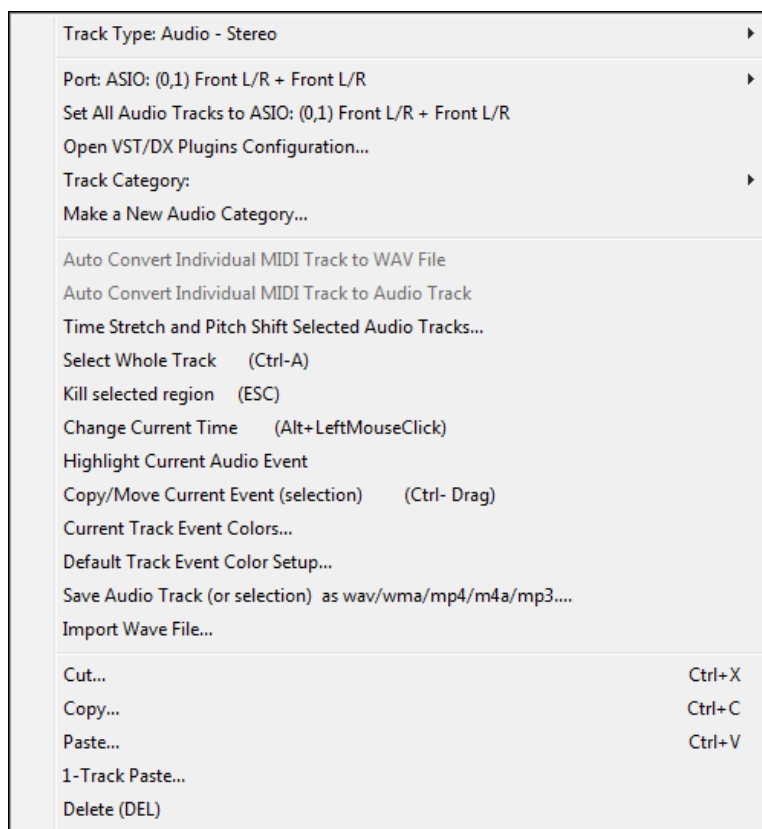 Track Type: Audio - Stereo
Port: ASIO: (0,1) Front L/R + Front L/R
Set All Audio Tracks to ASIO: (0,1) Front L/R + Front L/R
Open VST/DX Plugins Configuration...
Track Category:
Make a New Audio Category...
Auto Convert Individual MIDI Track to WAV File
Auto Convert Individual MIDI Track to Audio Track
Time Stretch and Pitch Shift Selected Audio Tracks...
Select Whole Track (Ctrl-A)
Kill selected region (ESC)
Change Current Time (Alt+LeftMouseClick)
Highlight Current Audio Event
Copy/Move Current Event (selection) (Ctrl- Drag)
Current Track Event Colors...
Default Track Event Color Setup...
Save Audio Track (or selection) as wav/wma/mp4/m4a/mp3....
Import Wave File...
Cut... Ctrl+X
Copy... Ctrl+C
Paste... Ctrl+V
1-Track Paste...
Delete (DEL)